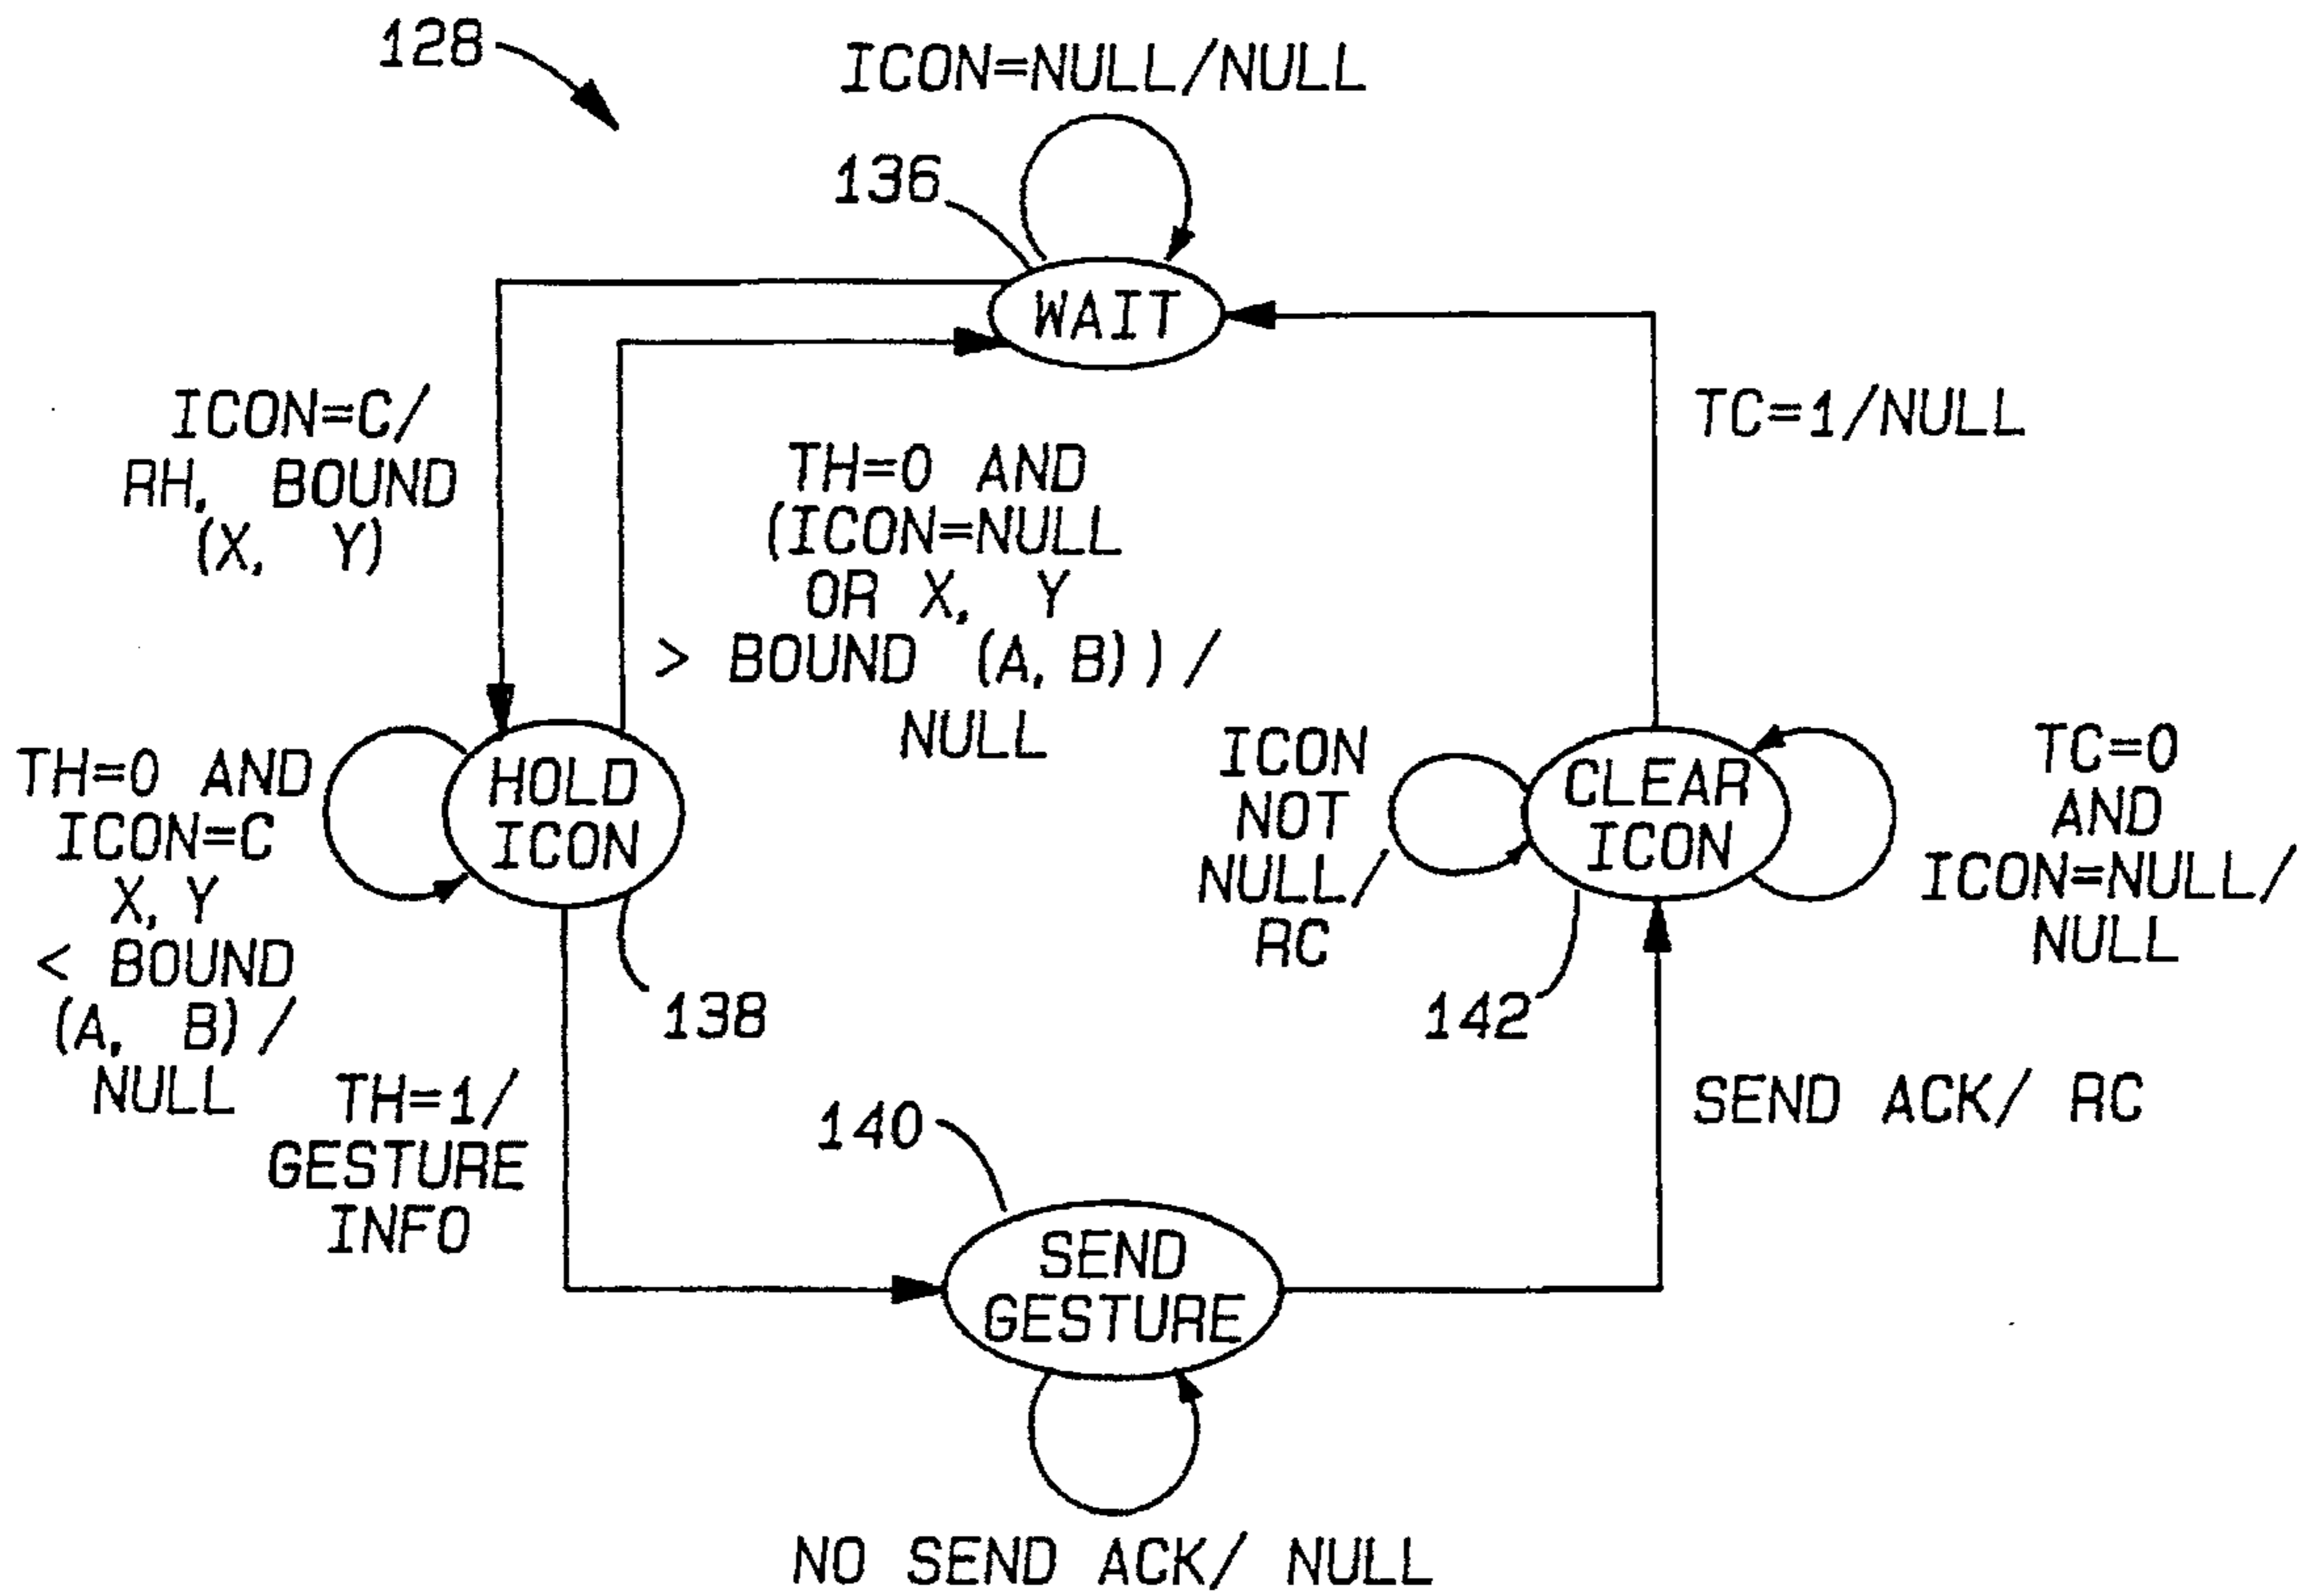 128
ICON=NULL/NULL
136
WAIT
ICON=C/
RH, BOUND
(X, Y)
TH=0 AND
(ICON=NULL
OR X, Y
> BOUND (A, B))/
NULL
TC=1/NULL
TH=0 AND
ICON=C
X, Y
< BOUND
(A, B)/
NULL
HOLD
ICON
138
ICON
NOT
NULL/
RC
CLEAR
ICON
142
TC=0
AND
ICON=NULL/
NULL
TH=1/
GESTURE
INFO
140
SEND
GESTURE
SEND ACK/ RC
NO SEND ACK/ NULL